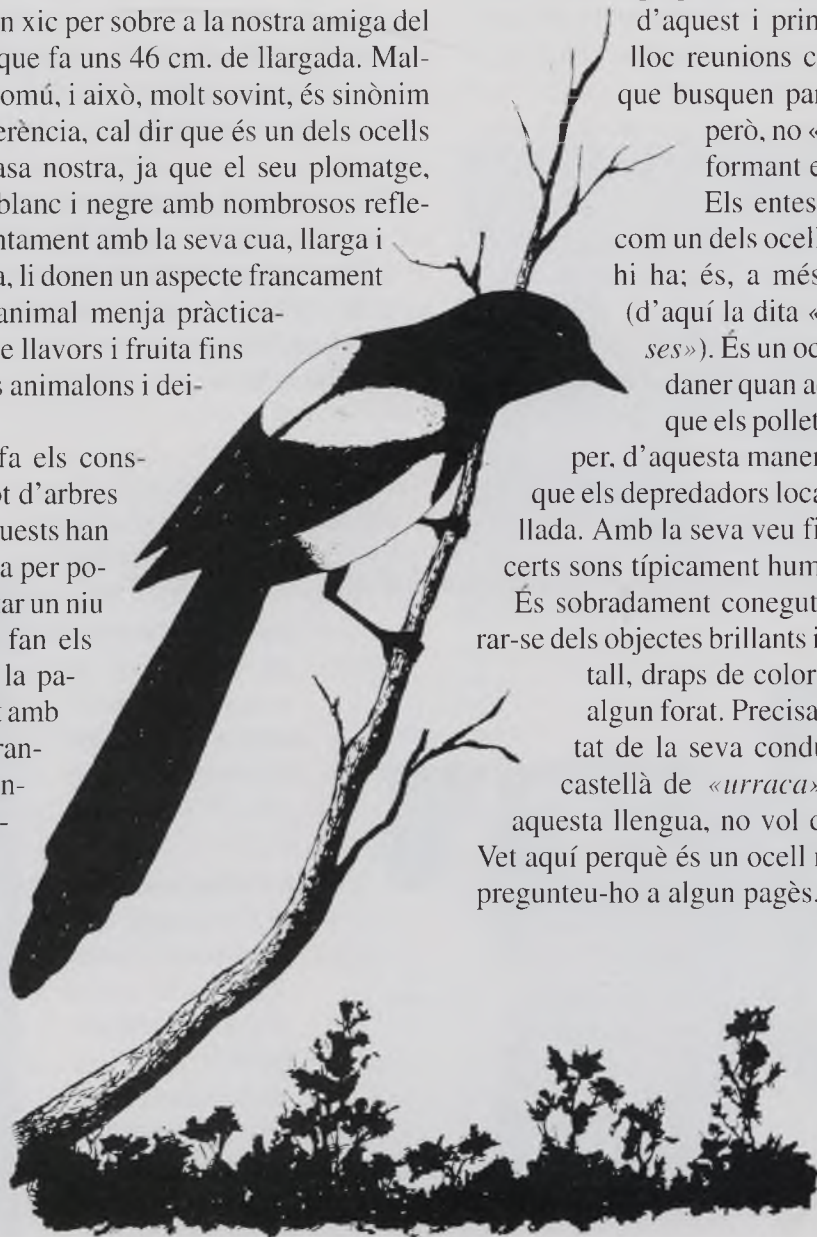 n xic per sobre a la nostra amiga del
que fa uns 46 cm. de llargada. Mal-
omú, i això, molt sovint, és sinònim
erència, cal dir que és un dels ocells
asa nostra, ja que el seu plomatge,
blanc i negre amb nombrosos refle-
ntament amb la seva cua, llarga i
a, li donen un aspecte francament
animal menja pràctica-
e llavors i fruita fins
s animalons i dei-
fa els cons-
ot d'arbres
uests han
a per po-
ar un niu
fan els
la pa-
t amb
ran-
n-
-
d'aquest i prim
lloc reunions c
que busquen par
però, no «
formant e
Els entes
com un dels ocell
hi ha; és, a més
(d'aquí la dita «
ses»). És un oc
daner quan a
que els pollet
per, d'aquesta maner
que els depredadors loca
llada. Amb la seva veu fi
certs sons típicament hum
És sobradament conegut
rar-se dels objectes brillants i
tall, draps de color
algun forat. Precisa
tat de la seva condu
castellà de «urraca»
aquesta llengua, no vol d
Vet aquí perquè és un ocell r
pregunteu-ho a algun pagès.